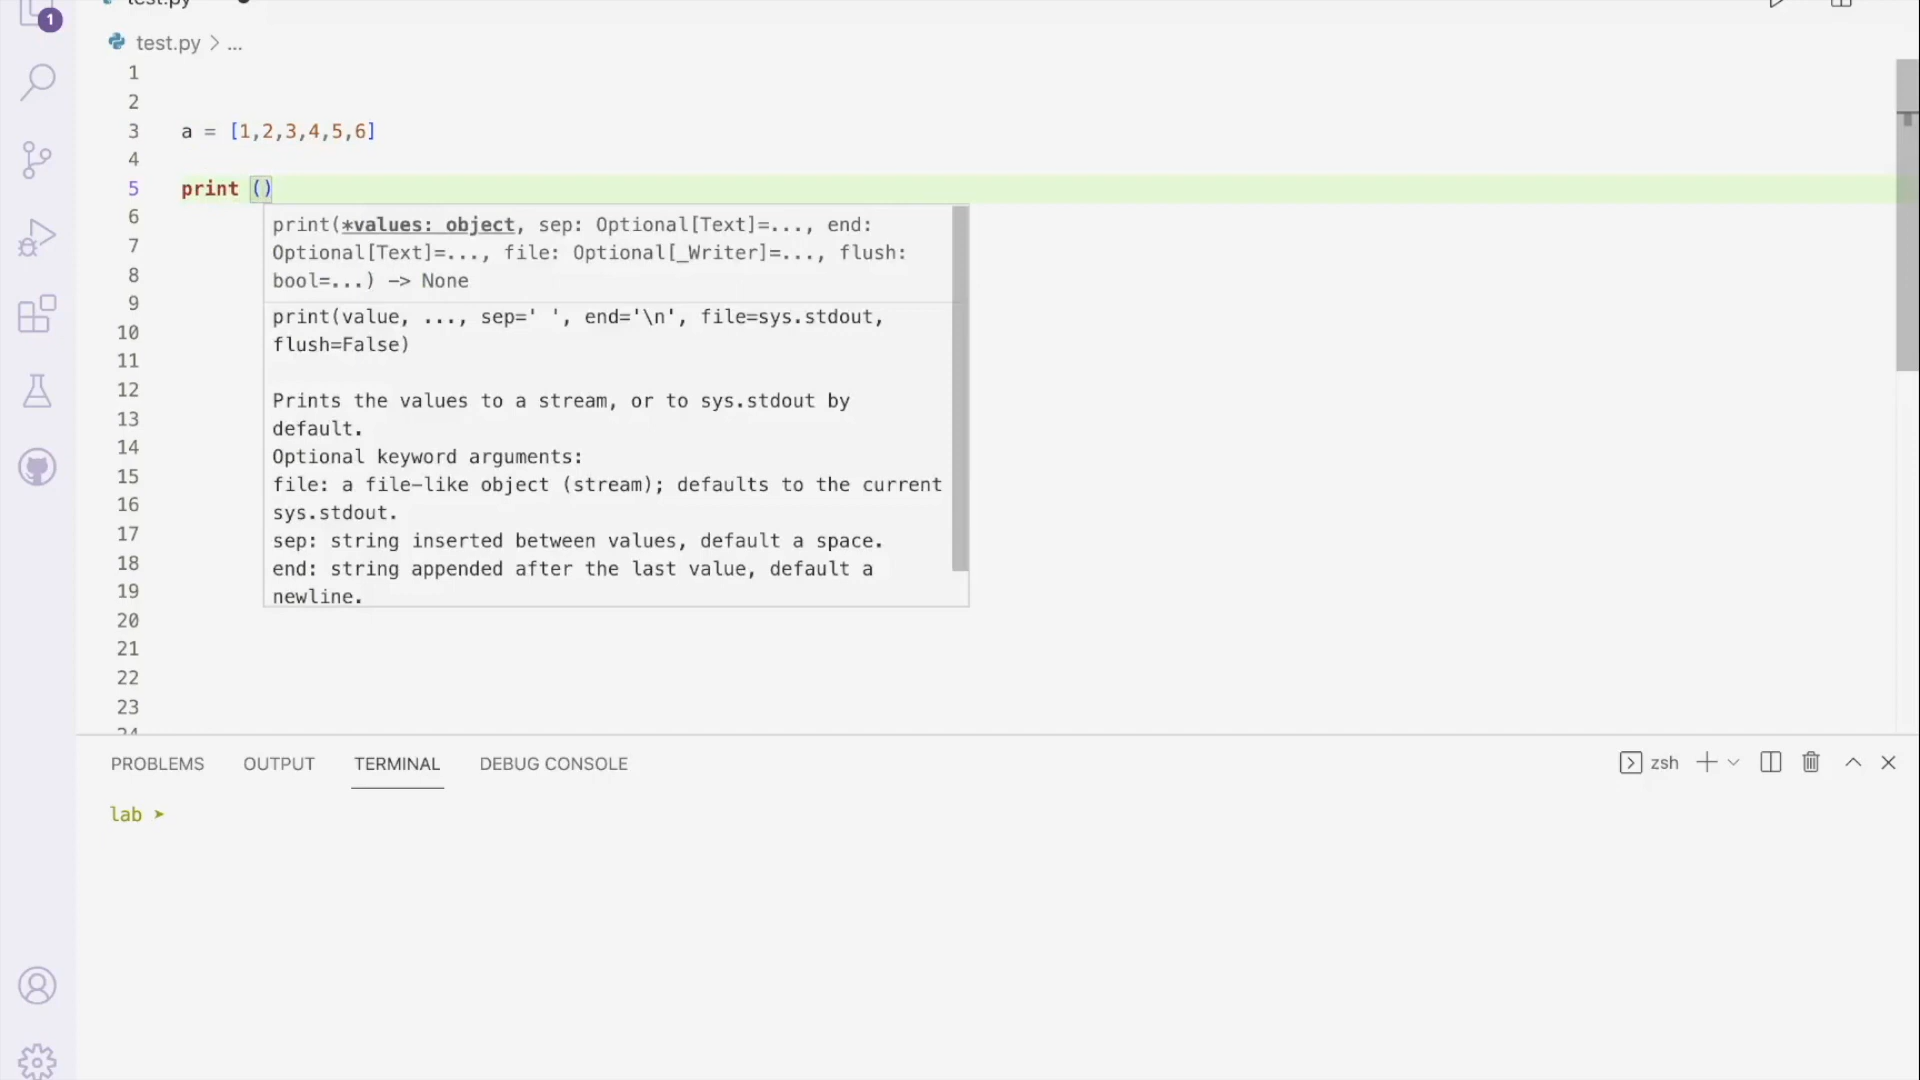 1
test.py
test.py > ...
1
2
3 a = [1,2,3,4,5,6]
4
5 print ()
6
7
8
9
10
11
12
13
14
15
16
17
18
19
20
21
22
23
24
print(*values: object, sep: Optional[Text]=..., end:
Optional[Text]=..., file: Optional[_Writer]=..., flush:
bool=...) -> None
print(value, ..., sep=' ', end='\n', file=sys.stdout,
flush=False)
Prints the values to a stream, or to sys.stdout by
default.
Optional keyword arguments:
file: a file-like object (stream); defaults to the current
sys.stdout.
sep: string inserted between values, default a space.
end: string appended after the last value, default a
newline.
PROBLEMS OUTPUT TERMINAL DEBUG CONSOLE zsh
lab ➤